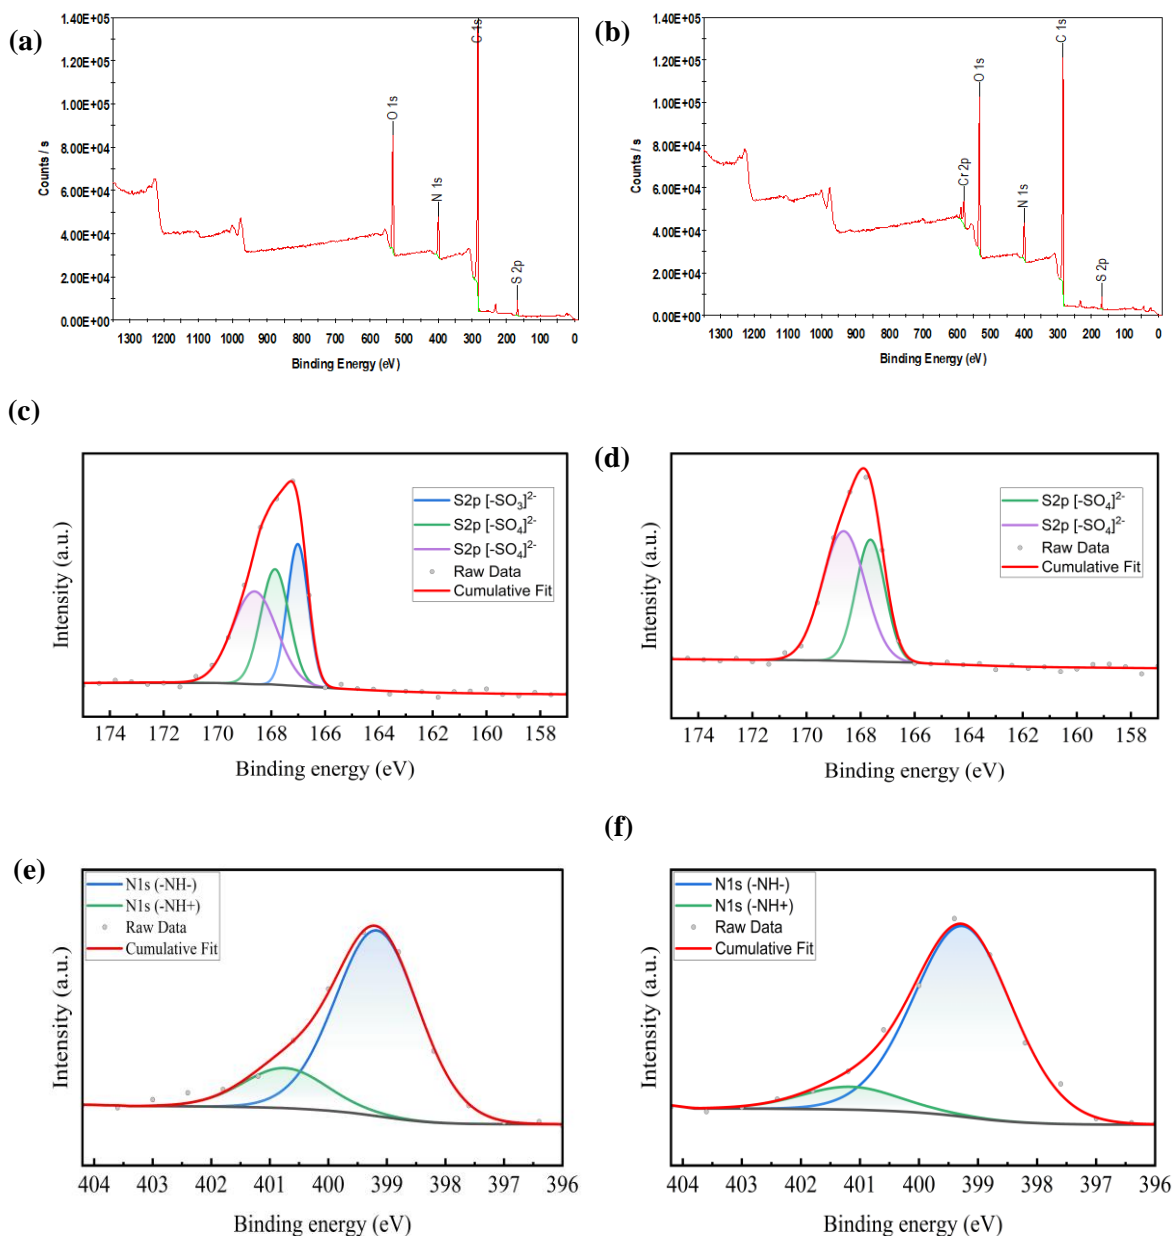 (a)
1.40E+05
1.20E+05
1.00E+05
8.00E+04
6.00E+04
4.00E+04
2.00E+04
0.00E+00
Counts / s
O 1s
N 1s
C 1s
S 2p
1300 1200 1100 1000 900 800 700 600 500 400 300 200 100 0
Binding Energy (eV)
(b)
1.40E+05
1.20E+05
1.00E+05
8.00E+04
6.00E+04
4.00E+04
2.00E+04
0.00E+00
Counts / s
Cr 2p
O 1s
N 1s
C 1s
S 2p
1300 1200 1100 1000 900 800 700 600 500 400 300 200 100 0
Binding Energy (eV)
(c)
Intensity (a.u.)
S2p [-SO₃]²⁻
S2p [-SO₄]²⁻
S2p [-SO₄]²⁻
Raw Data
Cumulative Fit
174 172 170 168 166 164 162 160 158
Binding energy (eV)
(d)
Intensity (a.u.)
S2p [-SO₄]²⁻
S2p [-SO₄]²⁻
Raw Data
Cumulative Fit
174 172 170 168 166 164 162 160 158
Binding energy (eV)
(e)
Intensity (a.u.)
N1s (-NH-)
N1s (-NH+)
Raw Data
Cumulative Fit
404 403 402 401 400 399 398 397 396
Binding energy (eV)
(f)
Intensity (a.u.)
N1s (-NH-)
N1s (-NH+)
Raw Data
Cumulative Fit
404 403 402 401 400 399 398 397 396
Binding energy (eV)